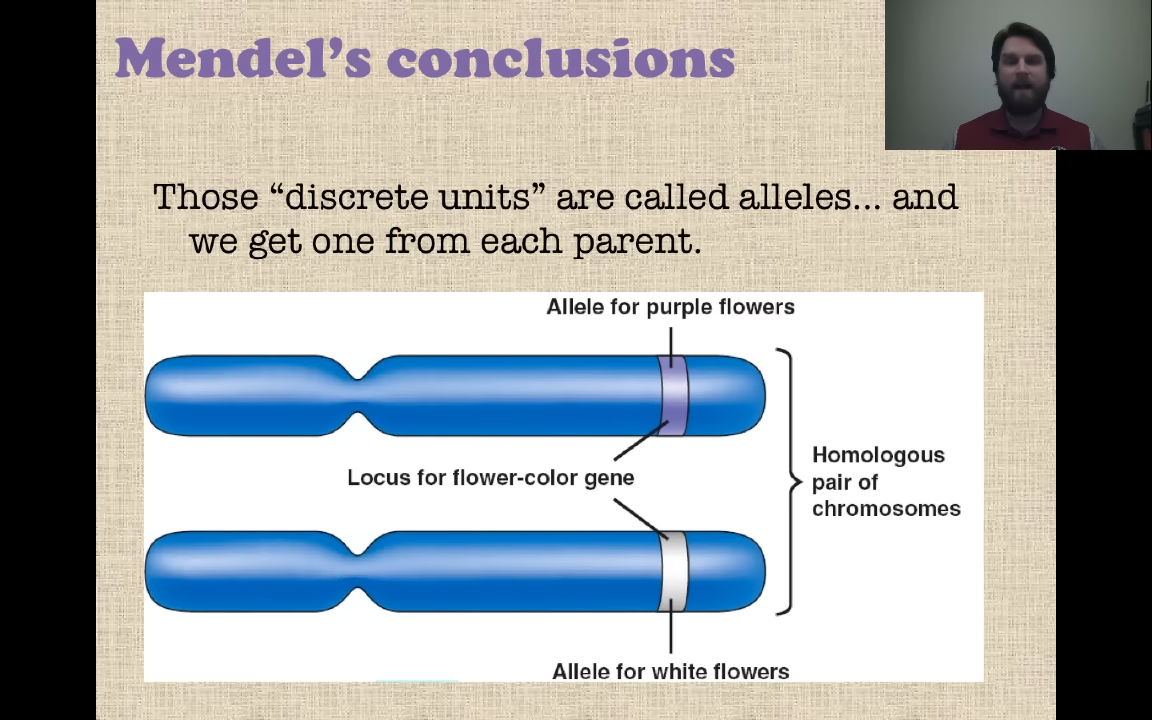 Mendel’s conclusions
Those “discrete units” are called alleles... and
we get one from each parent.
Allele for purple flowers
Locus for flower-color gene
Homologous
pair of
chromosomes
Allele for white flowers